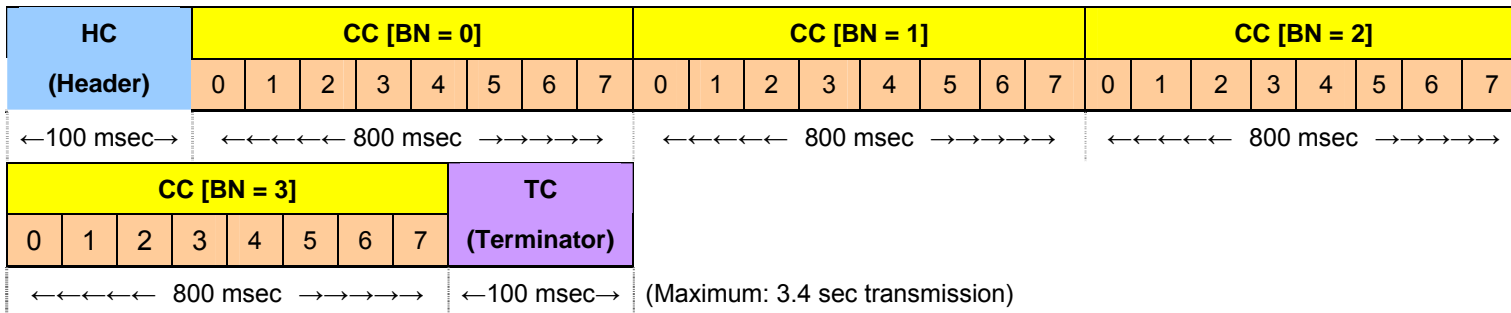 HC CC [BN = 0] CC [BN = 1] CC [BN = 2]
(Header) 0 1 2 3 4 5 6 7 0 1 2 3 4 5 6 7 0 1 2 3 4 5 6 7
←100 msec→ ←←←←← 800 msec →→→→→ ←←←←← 800 msec →→→→→ ←←←←← 800 msec →→→→→
CC [BN = 3] TC
0 1 2 3 4 5 6 7 (Terminator)
←←←←← 800 msec →→→→→ ←100 msec→ (Maximum: 3.4 sec transmission)